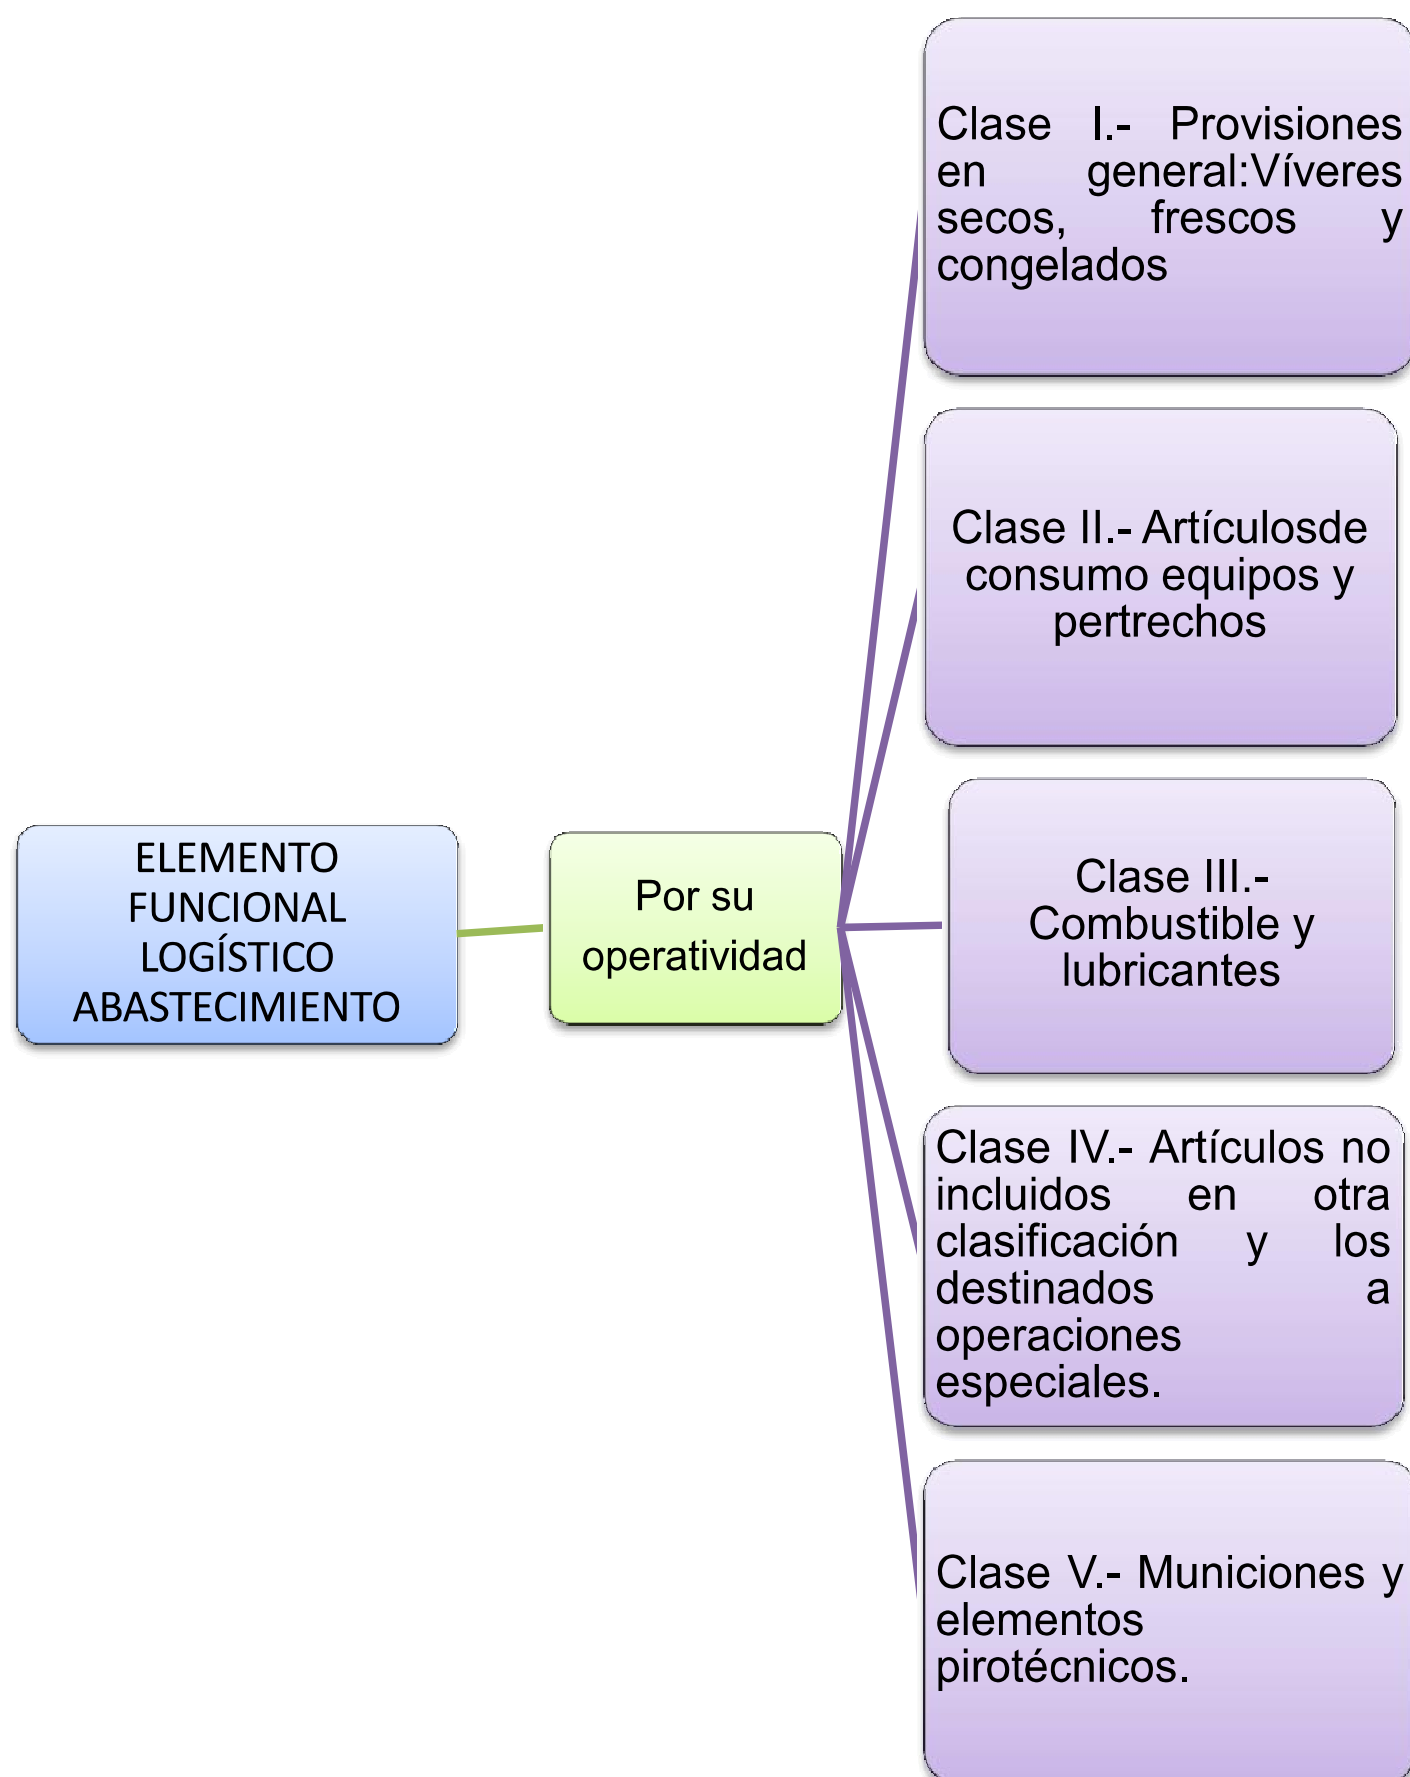 Clase I.- Provisiones
en general:Víveres
secos, frescos y
congelados
Clase II.- Artículosde
consumo equipos y
pertrechos
ELEMENTO
FUNCIONAL
LOGÍSTICO
ABASTECIMIENTO
Por su
operatividad
Clase III.-
Combustible y
lubricantes
Clase IV.- Artículos no
incluidos en otra
clasificación y los
destinados a
operaciones
especiales.
Clase V.- Municiones y
elementos
pirotécnicos.